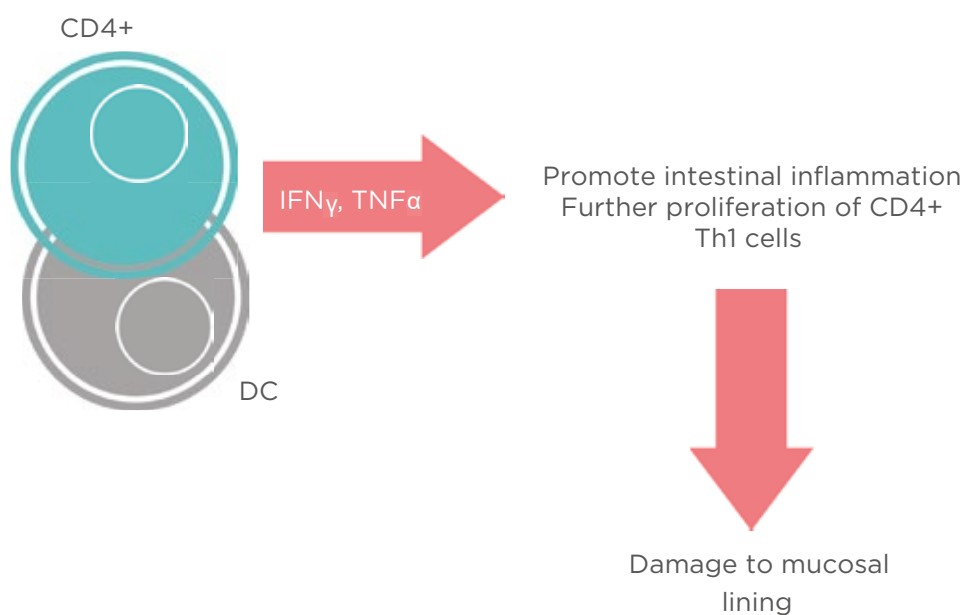 CD4+
IFNγ, TNFα
Promote intestinal inflammation
Further proliferation of CD4+
Th1 cells
DC
Damage to mucosal
lining